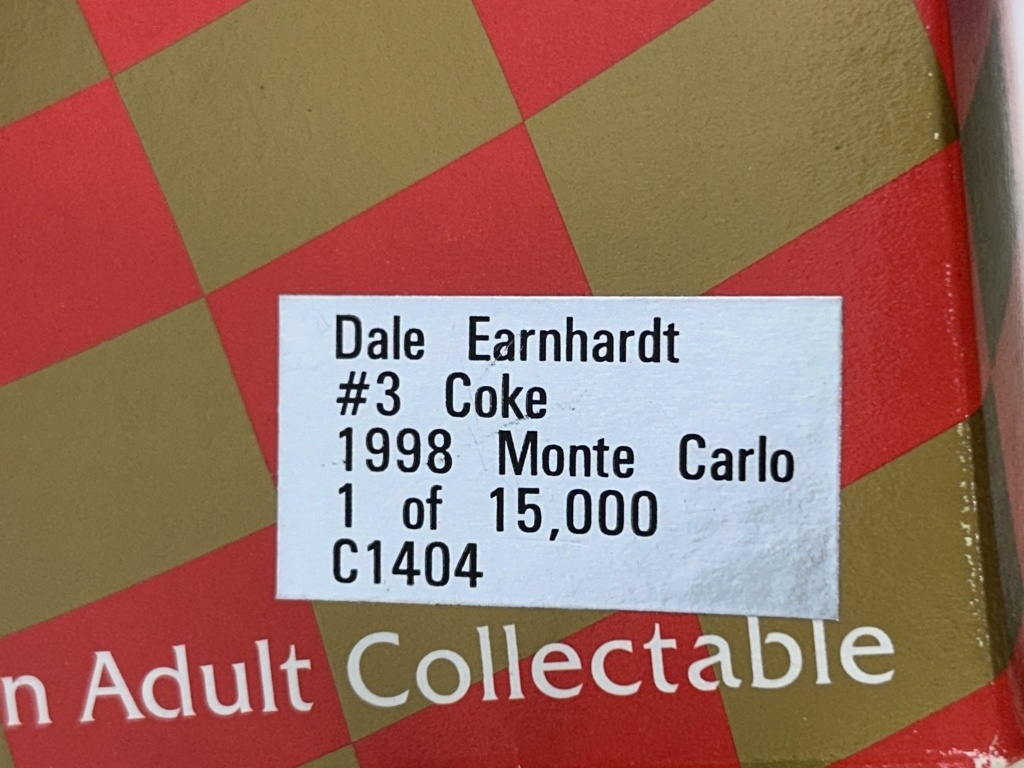 Dale Earnhardt
#3 Coke
1998 Monte Carlo
1 of 15,000
C1404
n Adult Collectable